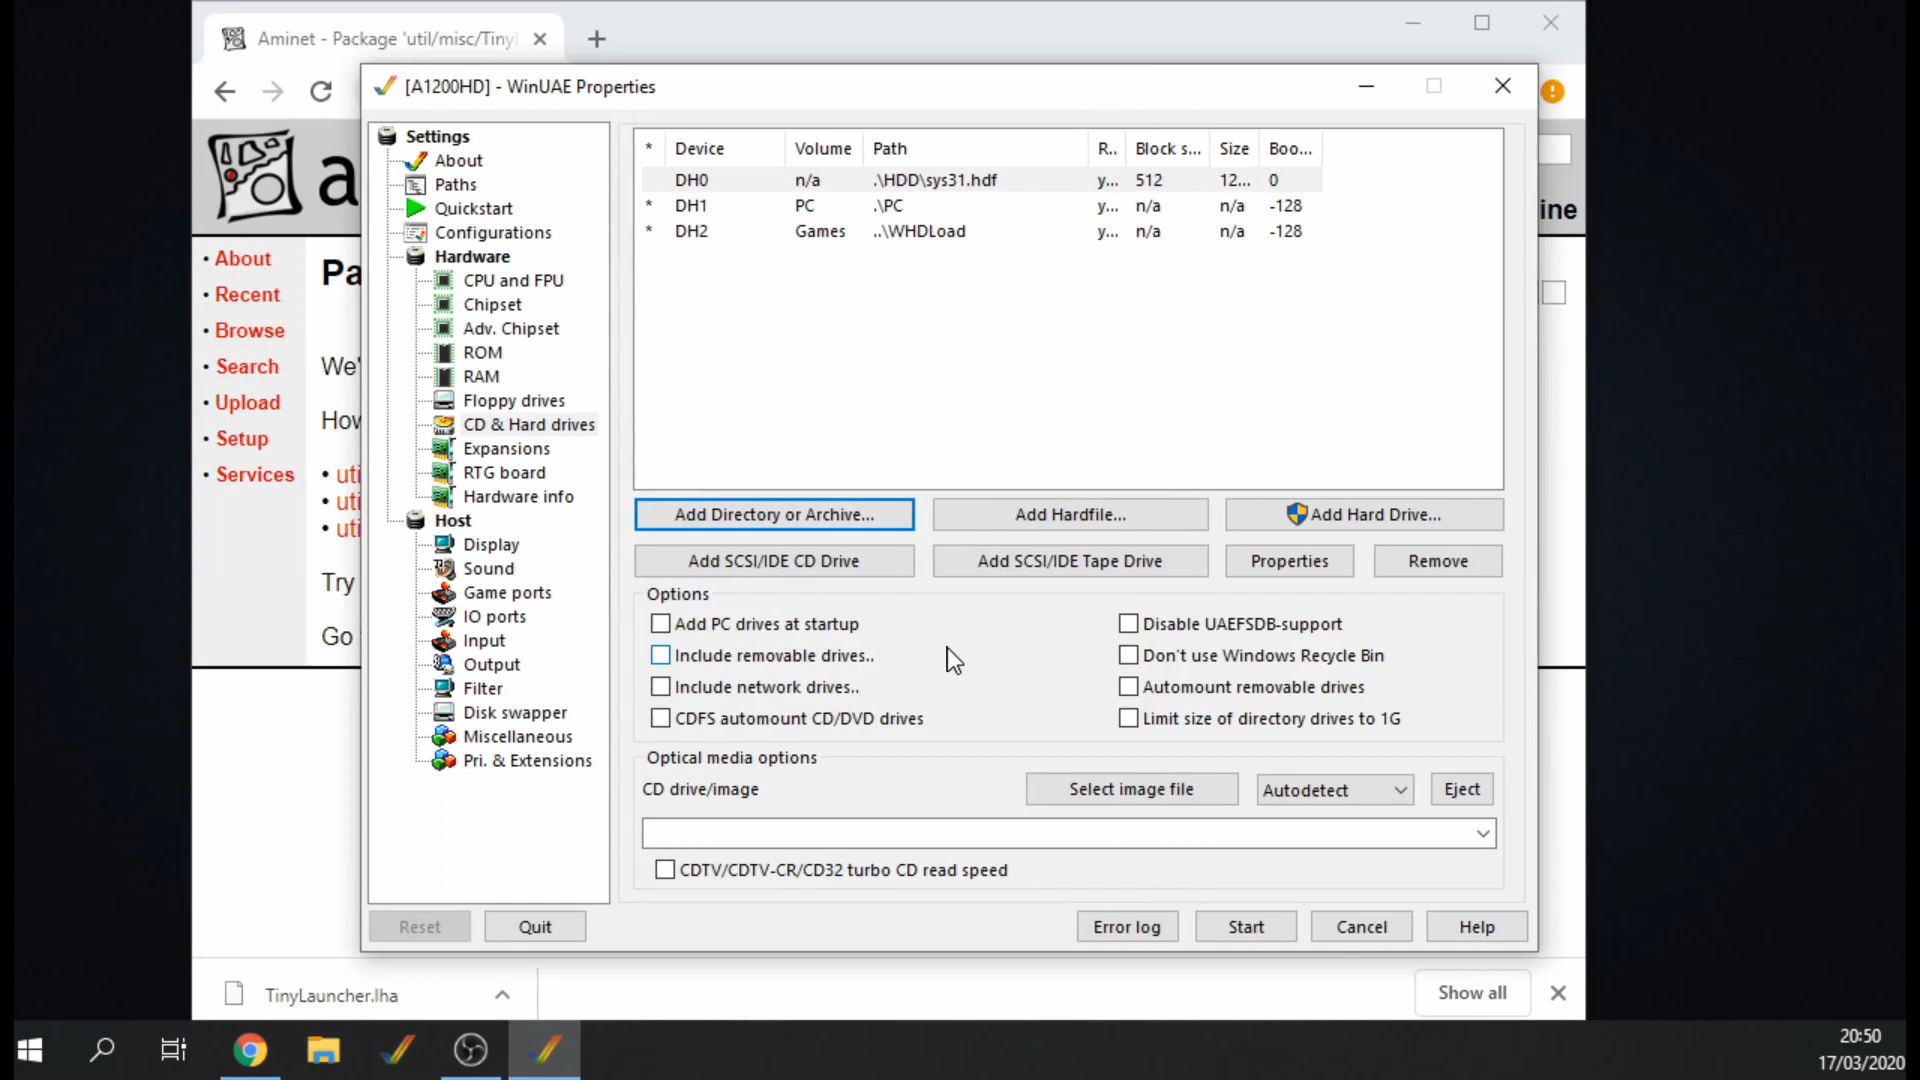 Aminet - Package 'util/misc/TinyL
[A1200HD] - WinUAE Properties
a
ine
• About
• Recent
• Browse
• Search
• Upload
• Setup
• Services
Pa
We'
How
• uti
• uti
• uti
Try
Go
Settings
About
Paths
Quickstart
Configurations
Hardware
CPU and FPU
Chipset
Adv. Chipset
ROM
RAM
Floppy drives
CD & Hard drives
Expansions
RTG board
Hardware info
Host
Display
Sound
Game ports
IO ports
Input
Output
Filter
Disk swapper
Miscellaneous
Pri. & Extensions
* Device Volume Path R.. Block s... Size Boo...
DH0 n/a .\HDD\sys31.hdf y... 512 12... 0
* DH1 PC .\PC y... n/a n/a -128
* DH2 Games ..\WHDLoad y... n/a n/a -128
Add Directory or Archive... Add Hardfile... Add Hard Drive...
Add SCSI/IDE CD Drive Add SCSI/IDE Tape Drive Properties Remove
Options
Add PC drives at startup Disable UAEFSDB-support
Include removable drives.. Don't use Windows Recycle Bin
Include network drives.. Automount removable drives
CDFS automount CD/DVD drives Limit size of directory drives to 1G
Optical media options
CD drive/image Select image file Autodetect Eject
CDTV/CDTV-CR/CD32 turbo CD read speed
Reset Quit Error log Start Cancel Help
TinyLauncher.lha Show all
20:50
17/03/2020